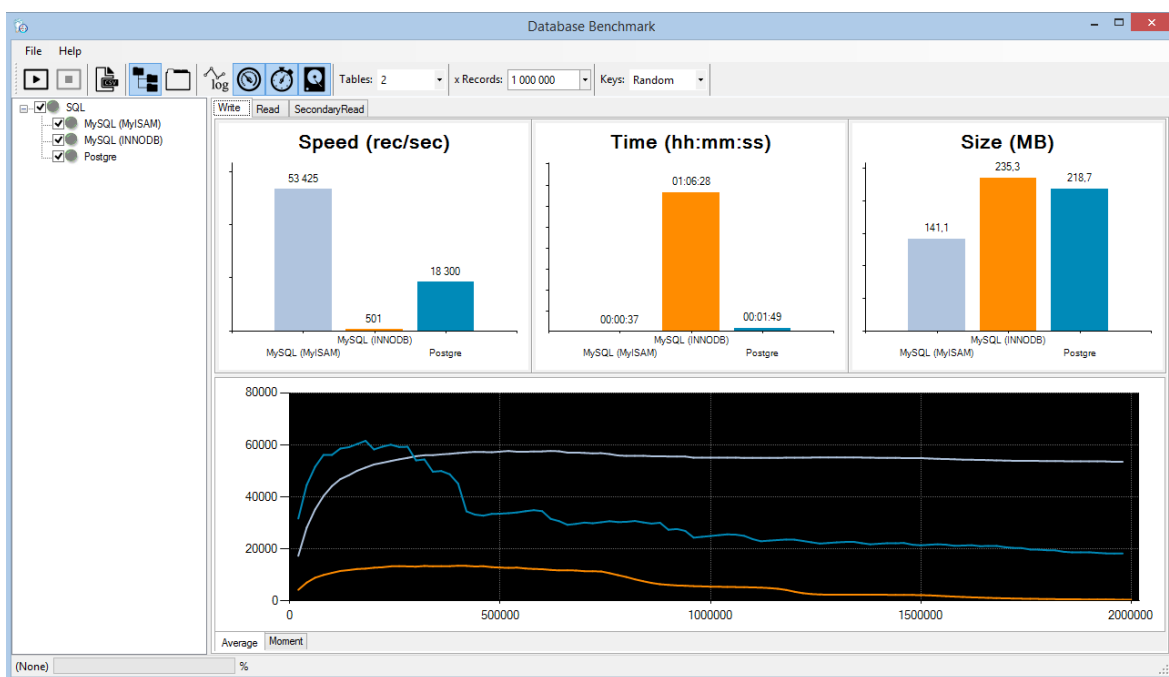 Database Benchmark
File Help
CSV log Tables: 2 x Records: 1 000 000 Keys: Random
SQL
MySQL (MyISAM)
MySQL (INNODB)
Postgre
Write Read SecondaryRead
Speed (rec/sec)
53 425
501
18 300
MySQL (MyISAM)
MySQL (INNODB)
Postgre
Time (hh:mm:ss)
00:00:37
01:06:28
00:01:49
MySQL (MyISAM)
MySQL (INNODB)
Postgre
Size (MB)
141,1
235,3
218,7
MySQL (MyISAM)
MySQL (INNODB)
Postgre
80000
60000
40000
20000
0
0 500000 1000000 1500000 2000000
Average Moment
(None) %